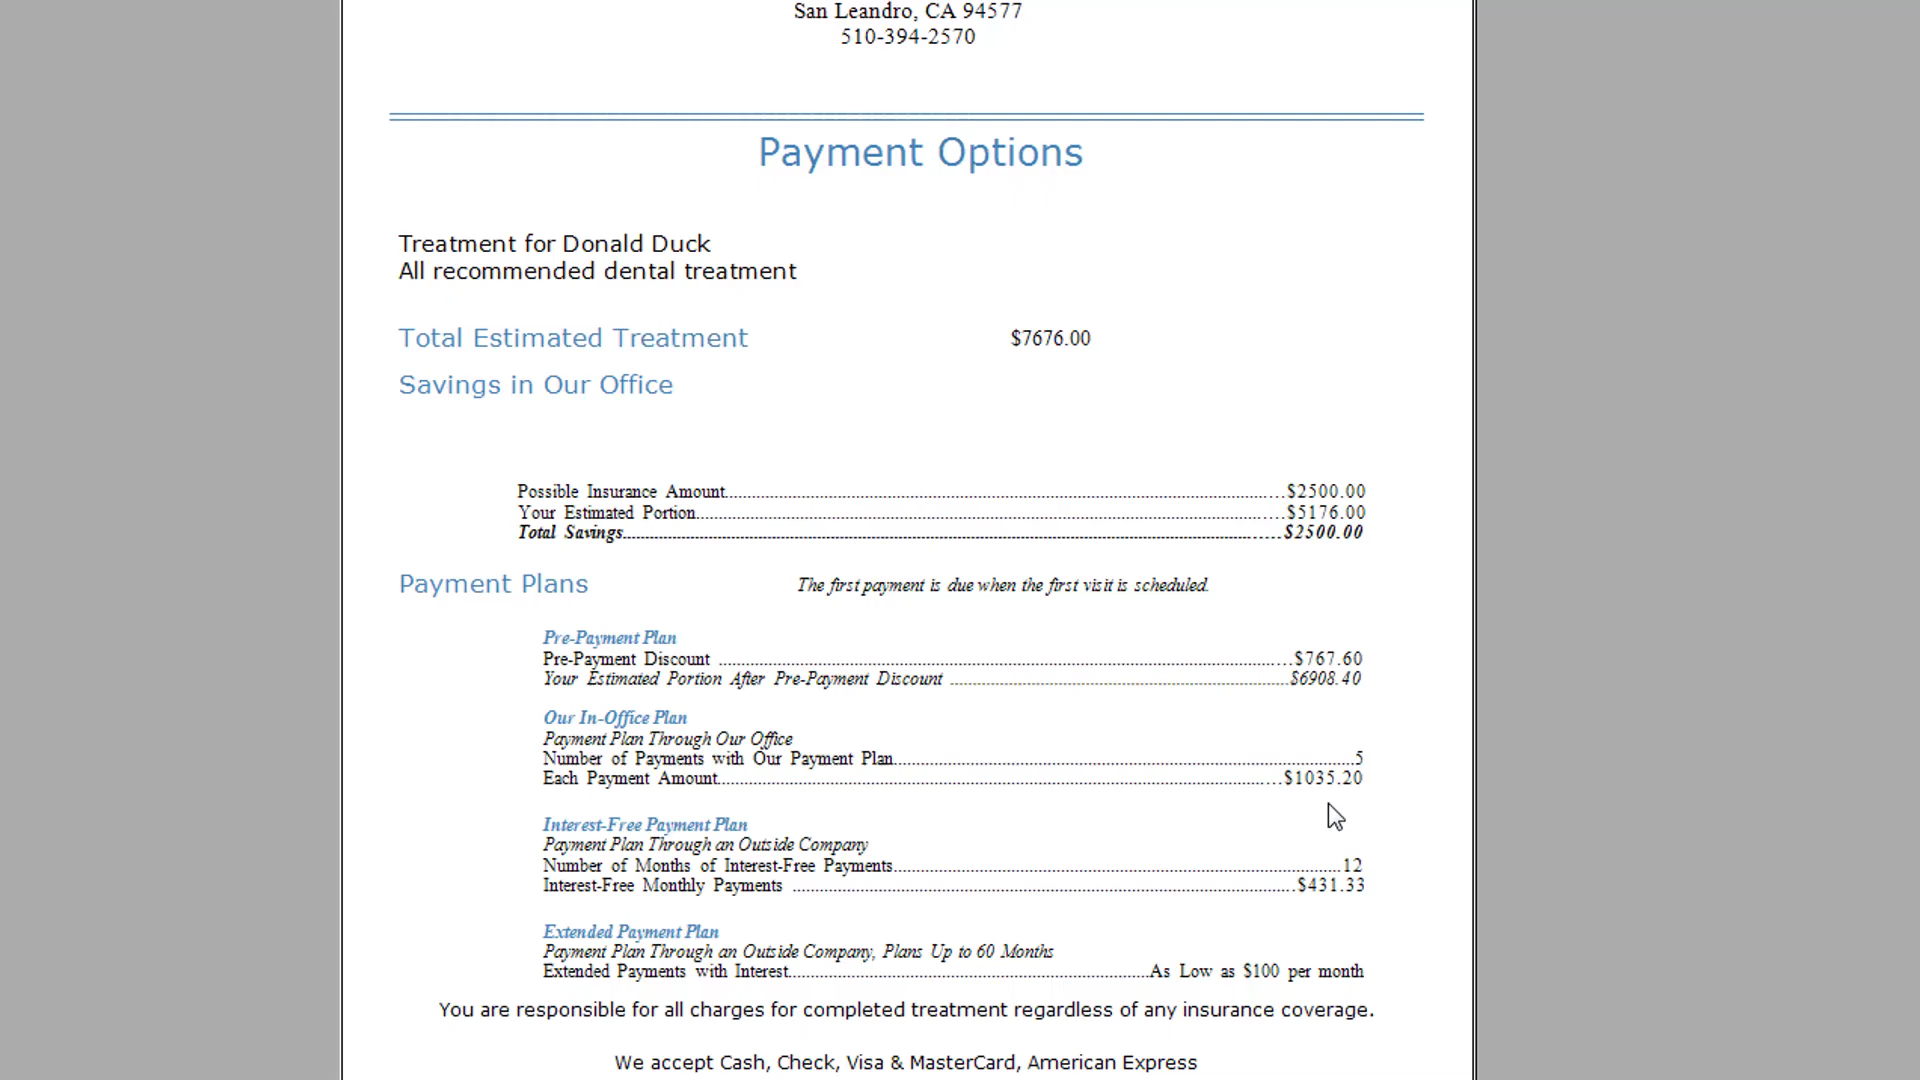 San Leandro, CA 94577
510-394-2570
Payment Options
Treatment for Donald Duck
All recommended dental treatment
Total Estimated Treatment $7676.00
Savings in Our Office
Possible Insurance Amount....................$2500.00
Your Estimated Portion....................$5176.00
Total Savings....................$2500.00
Payment Plans The first payment is due when the first visit is scheduled.
Pre-Payment Plan
Pre-Payment Discount ....................$767.60
Your Estimated Portion After Pre-Payment Discount ....................$6908.40
Our In-Office Plan
Payment Plan Through Our Office
Number of Payments with Our Payment Plan....................5
Each Payment Amount....................$1035.20
Interest-Free Payment Plan
Payment Plan Through an Outside Company
Number of Months of Interest-Free Payments....................12
Interest-Free Monthly Payments ....................$431.33
Extended Payment Plan
Payment Plan Through an Outside Company, Plans Up to 60 Months
Extended Payments with Interest....................As Low as $100 per month
You are responsible for all charges for completed treatment regardless of any insurance coverage.
We accept Cash, Check, Visa & MasterCard, American Express